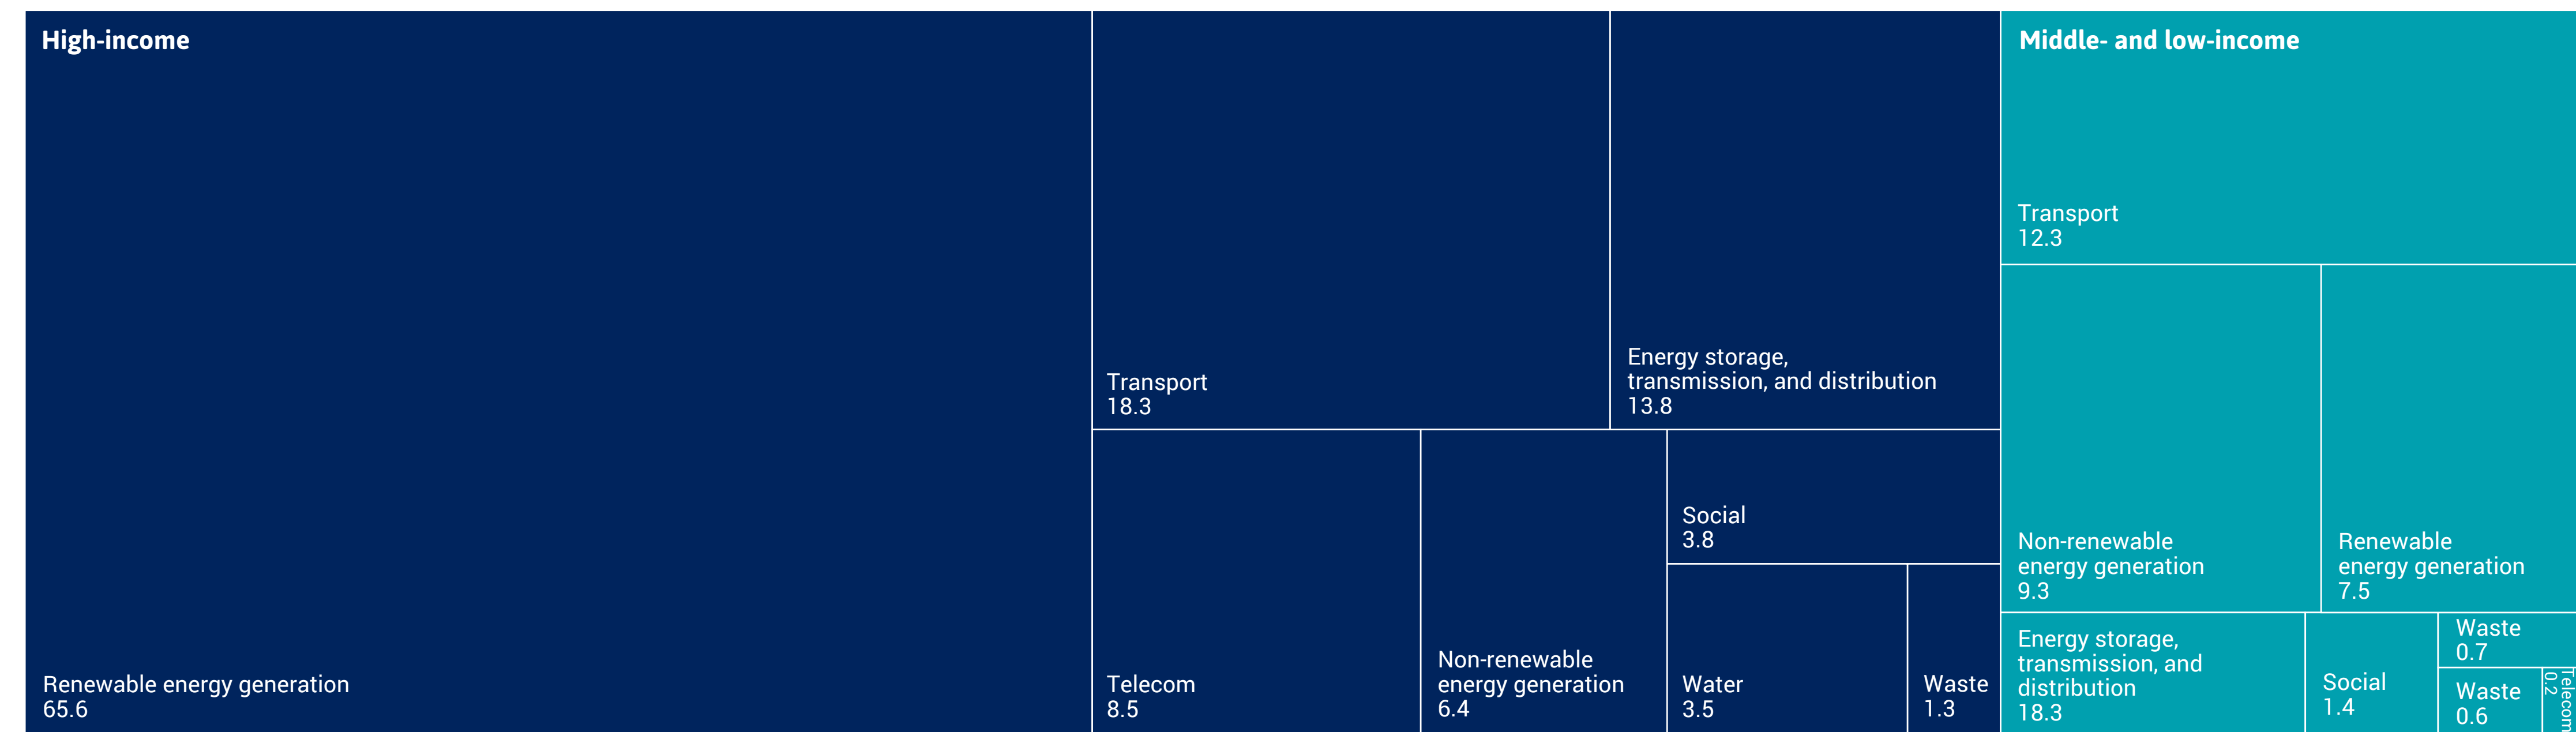 High-income
Renewable energy generation
65.6
Transport
18.3
Energy storage,
transmission, and distribution
13.8
Telecom
8.5
Non-renewable
energy generation
6.4
Social
3.8
Water
3.5
Waste
1.3
Middle- and low-income
Transport
12.3
Non-renewable
energy generation
9.3
Renewable
energy generation
7.5
Energy storage,
transmission, and
distribution
18.3
Social
1.4
Waste
0.7
Waste
0.6
Telecom
0.2